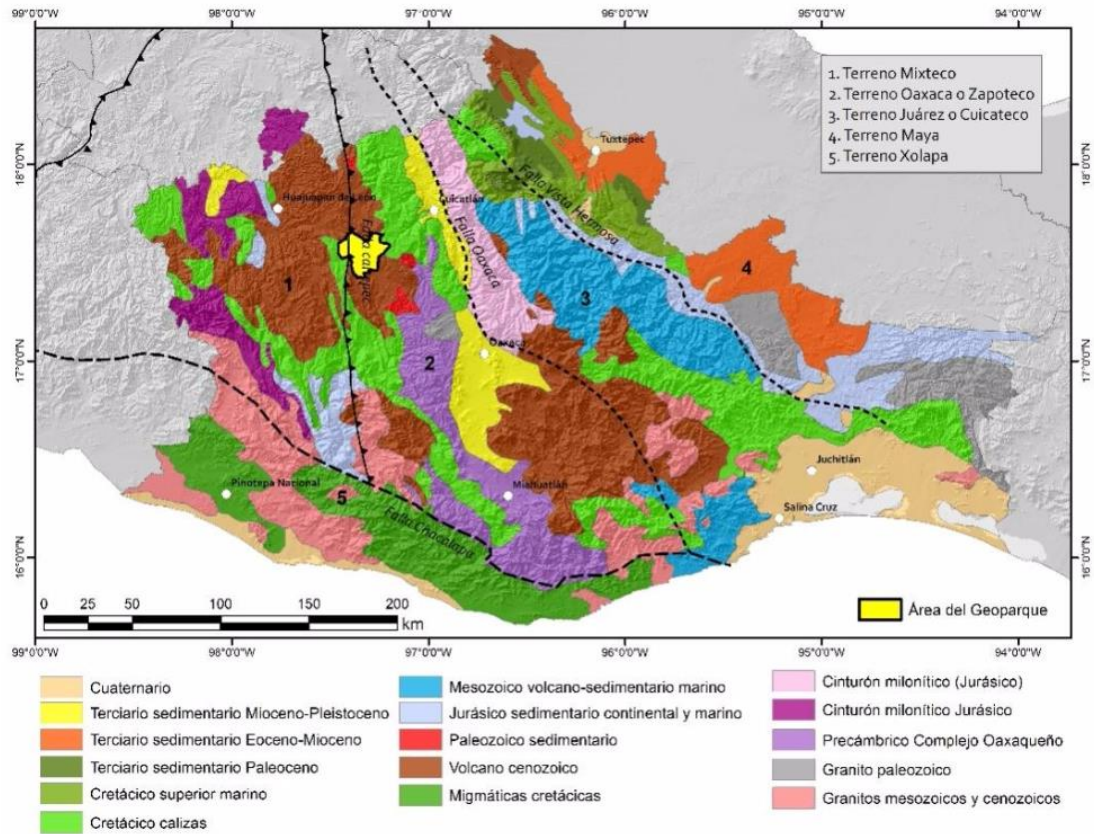 99°0'0"W 98°0'0"W 97°0'0"W 96°0'0"W 95°0'0"W 94°0'0"W
1. Terreno Mixteco
2. Terreno Oaxaca o Zapoteco
3. Terreno Juárez o Cuicateco
4. Terreno Maya
5. Terreno Xolapa
Tuxtepec
18°0'0"N 18°0'0"N
Falla Vista Hermosa
Huajuapan de León
Cuicatlán
Falla Oaxaca
4
1
3
17°0'0"N 17°0'0"N
Oaxaca
2
Juchitlán
Pinotepa Nacional
5
Miahuatlán
Salina Cruz
Falla Chacalapa
16°0'0"N 16°0'0"N
0 25 50 100 150 200
km
Área del Geoparque
99°0'0"W 98°0'0"W 97°0'0"W 96°0'0"W 95°0'0"W 94°0'0"W
Cuaternario
Terciario sedimentario Mioceno-Pleistoceno
Terciario sedimentario Eoceno-Mioceno
Terciario sedimentario Paleoceno
Cretácico superior marino
Cretácico calizas
Mesozoico volcano-sedimentario marino
Jurásico sedimentario continental y marino
Paleozoico sedimentario
Volcano cenozoico
Migmáticas cretácicas
Cinturón milonítico (Jurásico)
Cinturón milonítico Jurásico
Precámbrico Complejo Oaxaqueño
Granito paleozoico
Granitos mesozoicos y cenozoicos